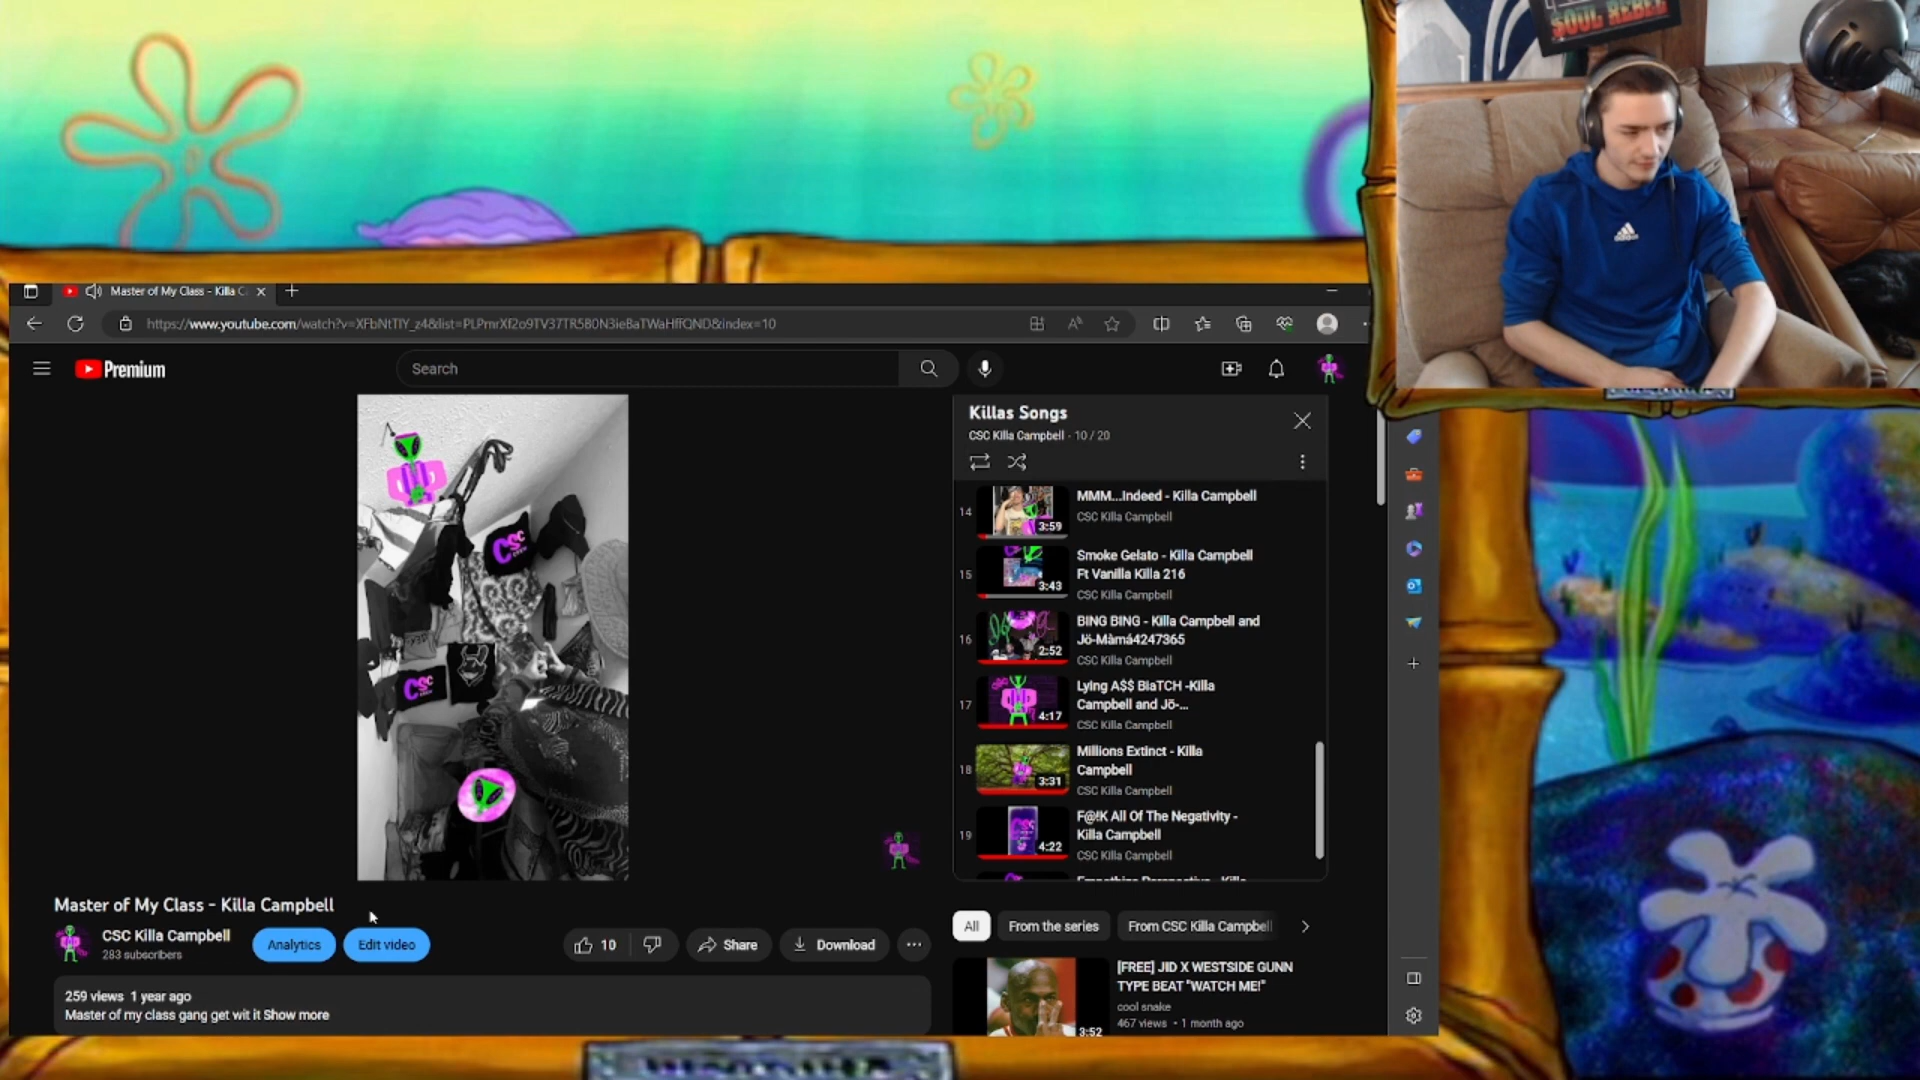 $OUL REBEL
adidas
Master of My Class - Killa C
https://www.youtube.com/watch?v=XFbNtTIY_z4&list=PLPmrXf2o9TV37TR580N3ieBaTWaHffQND&index=10
Premium
Search
CSC
CSC
Master of My Class - Killa Campbell
CSC Killa Campbell
283 subscribers
Analytics
Edit video
10
Share
Download
259 views 1 year ago
Master of my class gang get wit it Show more
Killas Songs
CSC Killa Campbell - 10 / 20
14
3:59
MMM...Indeed - Killa Campbell
CSC Killa Campbell
15
3:43
Smoke Gelato - Killa Campbell
Ft Vanilla Killa 216
CSC Killa Campbell
16
2:52
BING BING - Killa Campbell and
Jö-Màmá4247365
CSC Killa Campbell
17
4:17
Lying A$$ BiaTCH -Killa
Campbell and Jö-...
CSC Killa Campbell
18
3:31
Millions Extinct - Killa
Campbell
CSC Killa Campbell
19
4:22
F@!K All Of The Negativity -
Killa Campbell
CSC Killa Campbell
All
From the series
From CSC Killa Campbell
3:52
[FREE] JID X WESTSIDE GUNN
TYPE BEAT "WATCH ME!"
cool snake
467 views • 1 month ago